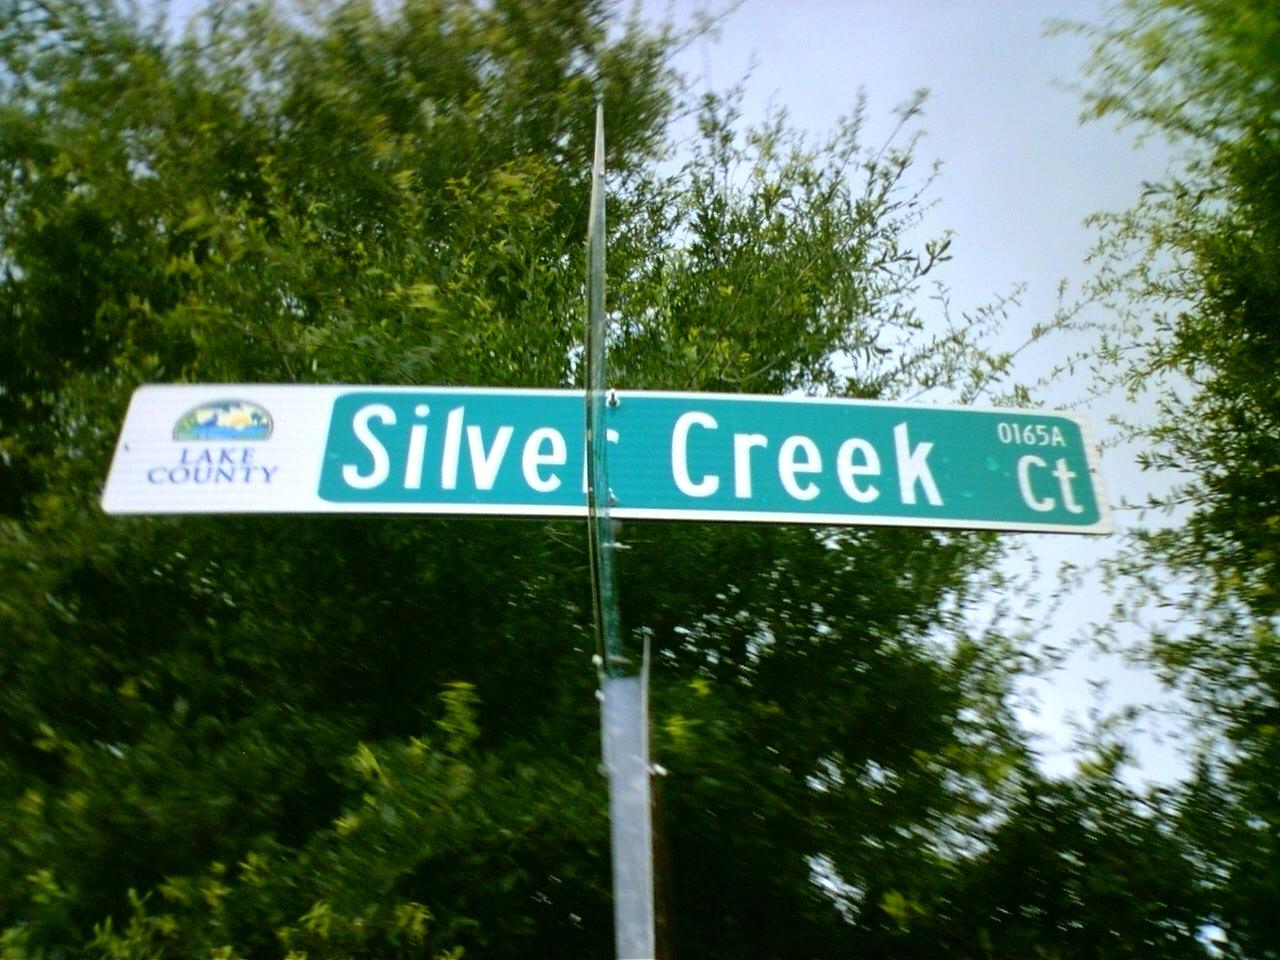 LAKE
COUNTY
Silver Creek
0165A
Ct